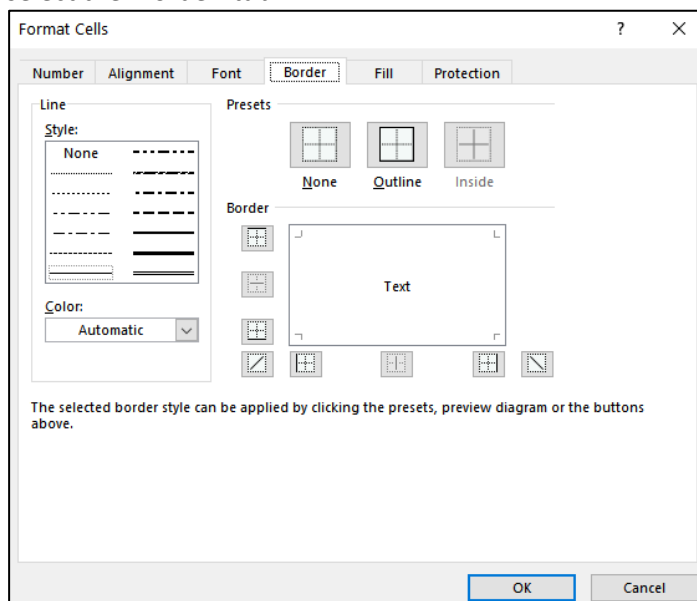 Format Cells ? X
Number Alignment Font Border Fill Protection
Line
Style:
None
Color:
Automatic
Presets
None Outline Inside
Border
Text
The selected border style can be applied by clicking the presets, preview diagram or the buttons
above.
OK Cancel